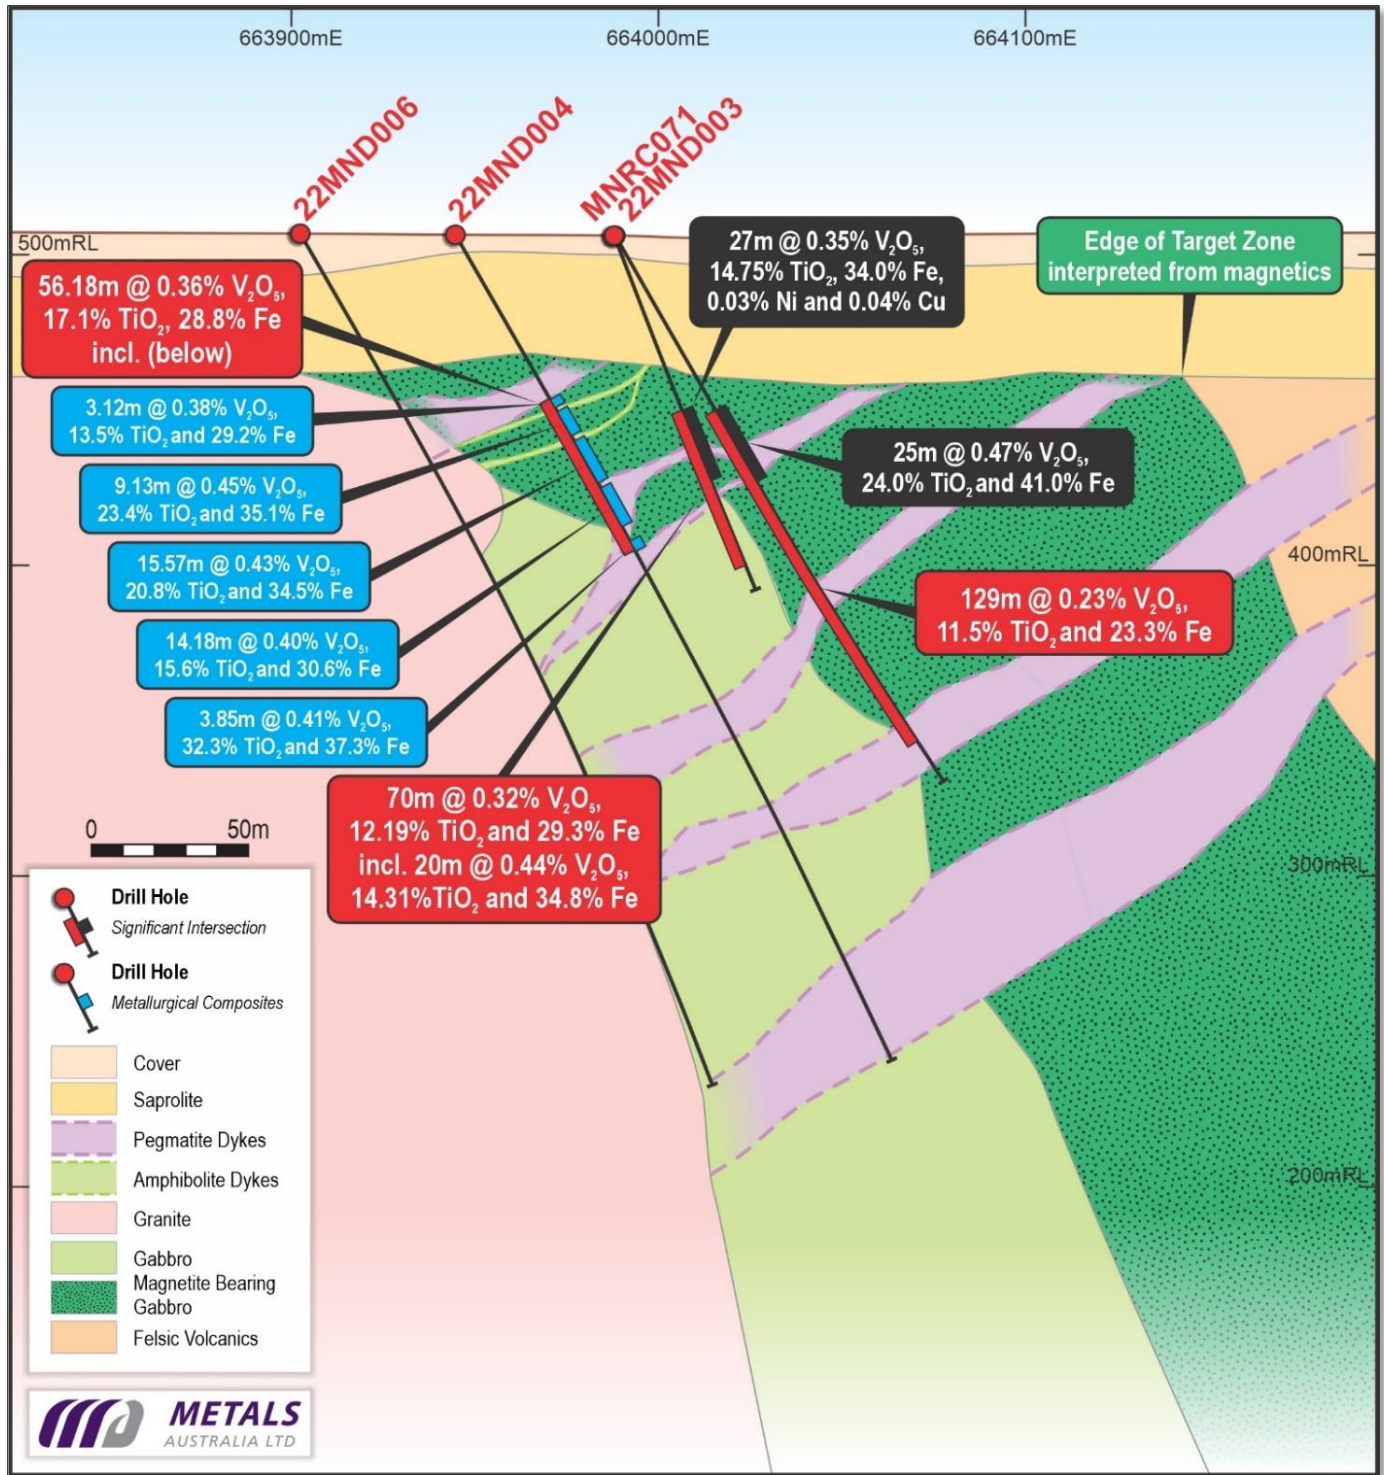 663900mE
664000mE
664100mE
22MND006
22MND004
MNRC071
22MND003
500mRL
56.18m @ 0.36% V₂O₅,
17.1% TiO₂, 28.8% Fe
incl. (below)
27m @ 0.35% V₂O₅,
14.75% TiO₂, 34.0% Fe,
0.03% Ni and 0.04% Cu
Edge of Target Zone
interpreted from magnetics
3.12m @ 0.38% V₂O₅,
13.5% TiO₂ and 29.2% Fe
9.13m @ 0.45% V₂O₅,
23.4% TiO₂ and 35.1% Fe
25m @ 0.47% V₂O₅,
24.0% TiO₂ and 41.0% Fe
15.57m @ 0.43% V₂O₅,
20.8% TiO₂ and 34.5% Fe
400mRL
129m @ 0.23% V₂O₅,
11.5% TiO₂ and 23.3% Fe
14.18m @ 0.40% V₂O₅,
15.6% TiO₂ and 30.6% Fe
3.85m @ 0.41% V₂O₅,
32.3% TiO₂ and 37.3% Fe
70m @ 0.32% V₂O₅,
12.19% TiO₂ and 29.3% Fe
incl. 20m @ 0.44% V₂O₅,
14.31%TiO₂ and 34.8% Fe
0 50m
300mRL
Drill Hole
Significant Intersection
Drill Hole
Metallurgical Composites
Cover
Saprolite
Pegmatite Dykes
Amphibolite Dykes
Granite
Gabbro
Magnetite Bearing
Gabbro
Felsic Volcanics
200mRL
METALS
AUSTRALIA LTD